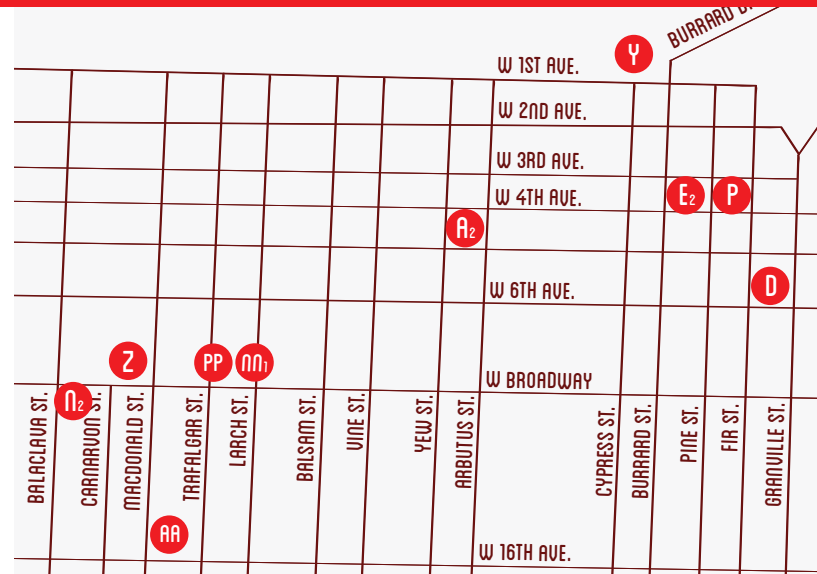 BURRARD
W 1ST AVE.
Y
W 2ND AVE.
W 3RD AVE.
W 4TH AVE.
E2
P
A2
D
W 6TH AVE.
Z
PP
NN1
W BROADWAY
N2
BALACLAVA ST.
CARNARVON ST.
MACDONALD ST.
TRAFALGAR ST.
LARCH ST.
BALSAM ST.
VINE ST.
YEW ST.
ARBUTUS ST.
CYPRESS ST.
BURRARD ST.
PINE ST.
FIR ST.
GRANVILLE ST.
AA
W 16TH AVE.